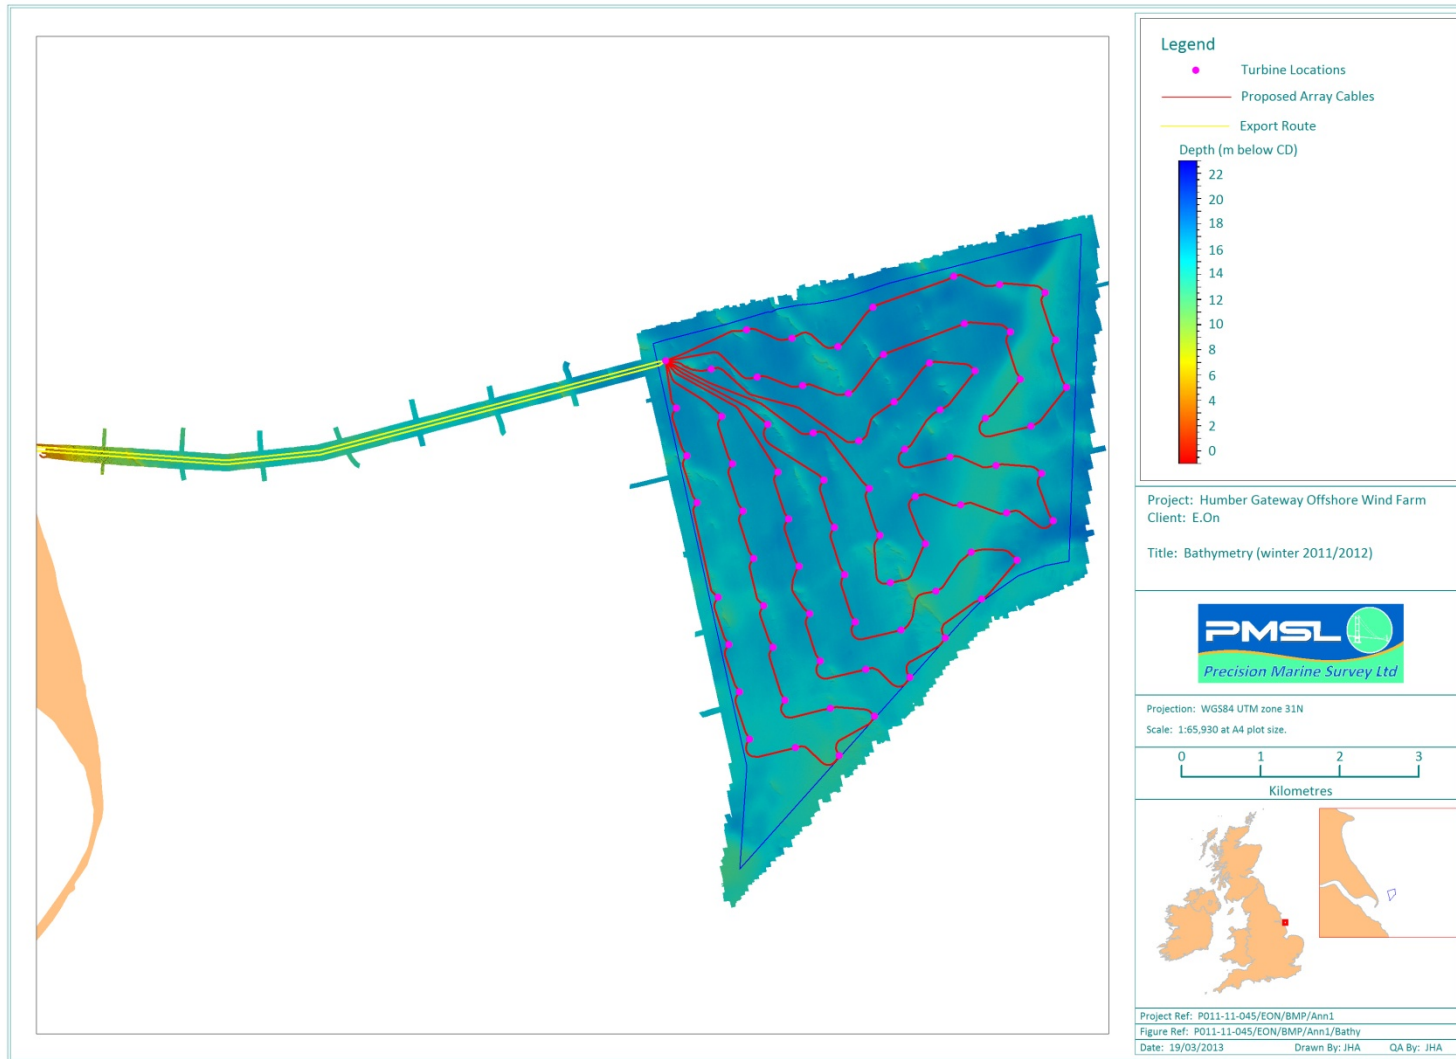 Legend
Turbine Locations
Proposed Array Cables
Export Route
Depth (m below CD)
22
20
18
16
14
12
10
8
6
4
2
0
Project: Humber Gateway Offshore Wind Farm
Client: E.On
Title: Bathymetry (winter 2011/2012)
PMSL
Precision Marine Survey Ltd
Projection: WGS84 UTM zone 31N
Scale: 1:65,930 at A4 plot size.
0 1 2 3
Kilometres
Project Ref: P011-11-045/EON/BMP/Ann1
Figure Ref: P011-11-045/EON/BMP/Ann1/Bathy
Date: 19/03/2013 Drawn By: JHA QA By: JHA